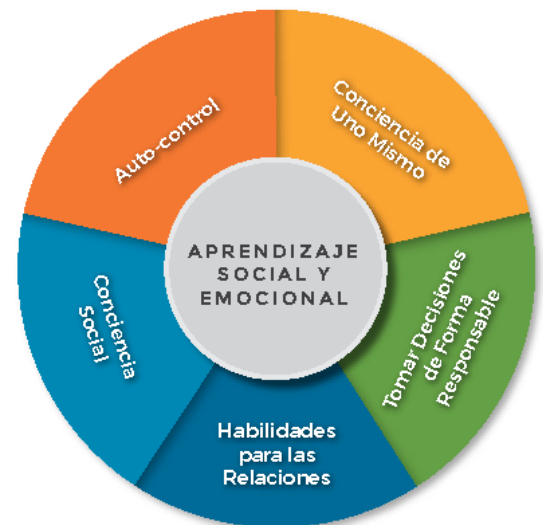 Auto-control
Conciencia de
Uno Mismo
APRENDIZAJE
SOCIAL Y
EMOCIONAL
Conciencia
Social
Tomar Decisiones
de Forma
Responsable
Habilidades
para las
Relaciones